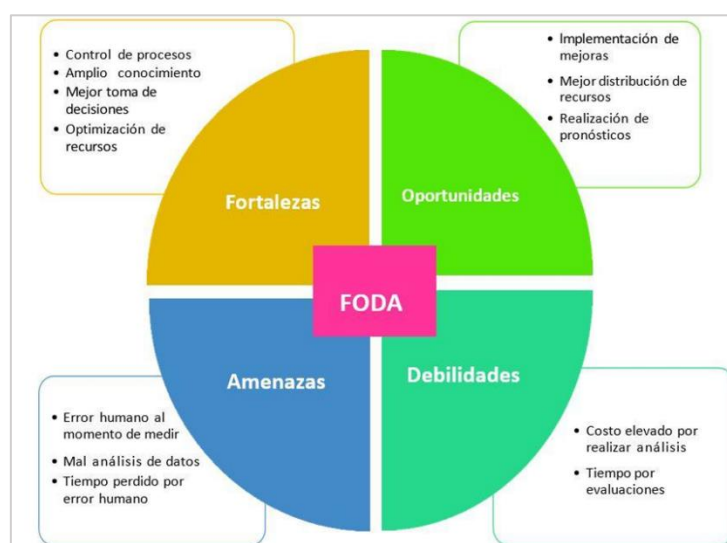 • Control de procesos
• Amplio conocimiento
• Mejor toma de
decisiones
• Optimización de
recursos
• Implementación de
mejoras
• Mejor distribución de
recursos
• Realización de
pronósticos
Fortalezas
Oportunidades
FODA
Amenazas
Debilidades
• Error humano al
momento de medir
• Mal análisis de datos
• Tiempo perdido por
error humano
• Costo elevado por
realizar análisis
• Tiempo por
evaluaciones